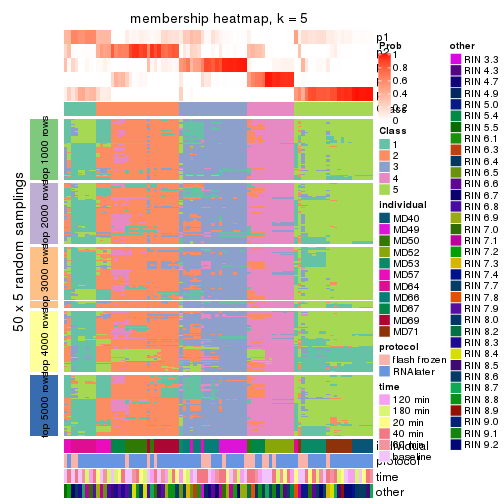 membership heatmap, k = 5
50 x 5 random samplings
top 1000 rows
top 2000 rows
top 3000 rows
top 4000 rows
top 5000 rows
p1
Prob
1
0.8
0.6
0.4
0.2
0
Class
1
2
3
4
5
individual
MD40
MD49
MD50
MD52
MD53
MD57
MD64
MD66
MD67
MD69
MD71
protocol
flash frozen
RNAlater
time
120 min
180 min
20 min
40 min
60 min
baseline
individual
protocol
time
other
other
RIN 3.3
RIN 4.3
RIN 4.7
RIN 4.9
RIN 5.0
RIN 5.4
RIN 5.5
RIN 6.1
RIN 6.3
RIN 6.4
RIN 6.5
RIN 6.6
RIN 6.7
RIN 6.8
RIN 6.9
RIN 7.0
RIN 7.1
RIN 7.2
RIN 7.3
RIN 7.4
RIN 7.7
RIN 7.8
RIN 7.9
RIN 8.0
RIN 8.2
RIN 8.3
RIN 8.4
RIN 8.5
RIN 8.6
RIN 8.7
RIN 8.8
RIN 8.9
RIN 9.0
RIN 9.1
RIN 9.2